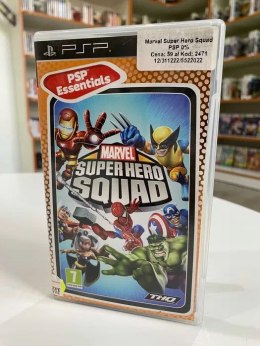 PSP
Marvel Super Hero Squad
PSP 0%
Cena: 59 zł Kod: 2471
12/311222/5522022
PSP
Essentials
MARVEL
SUPER HERO
SQUAD
7
THQ